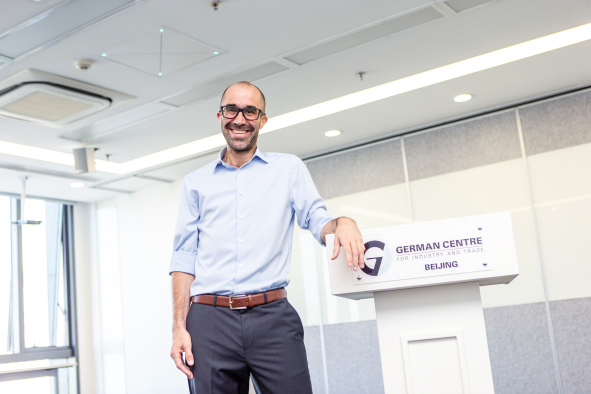 G
GERMAN CENTRE
FOR INDUSTRY AND TRADE
BEIJING